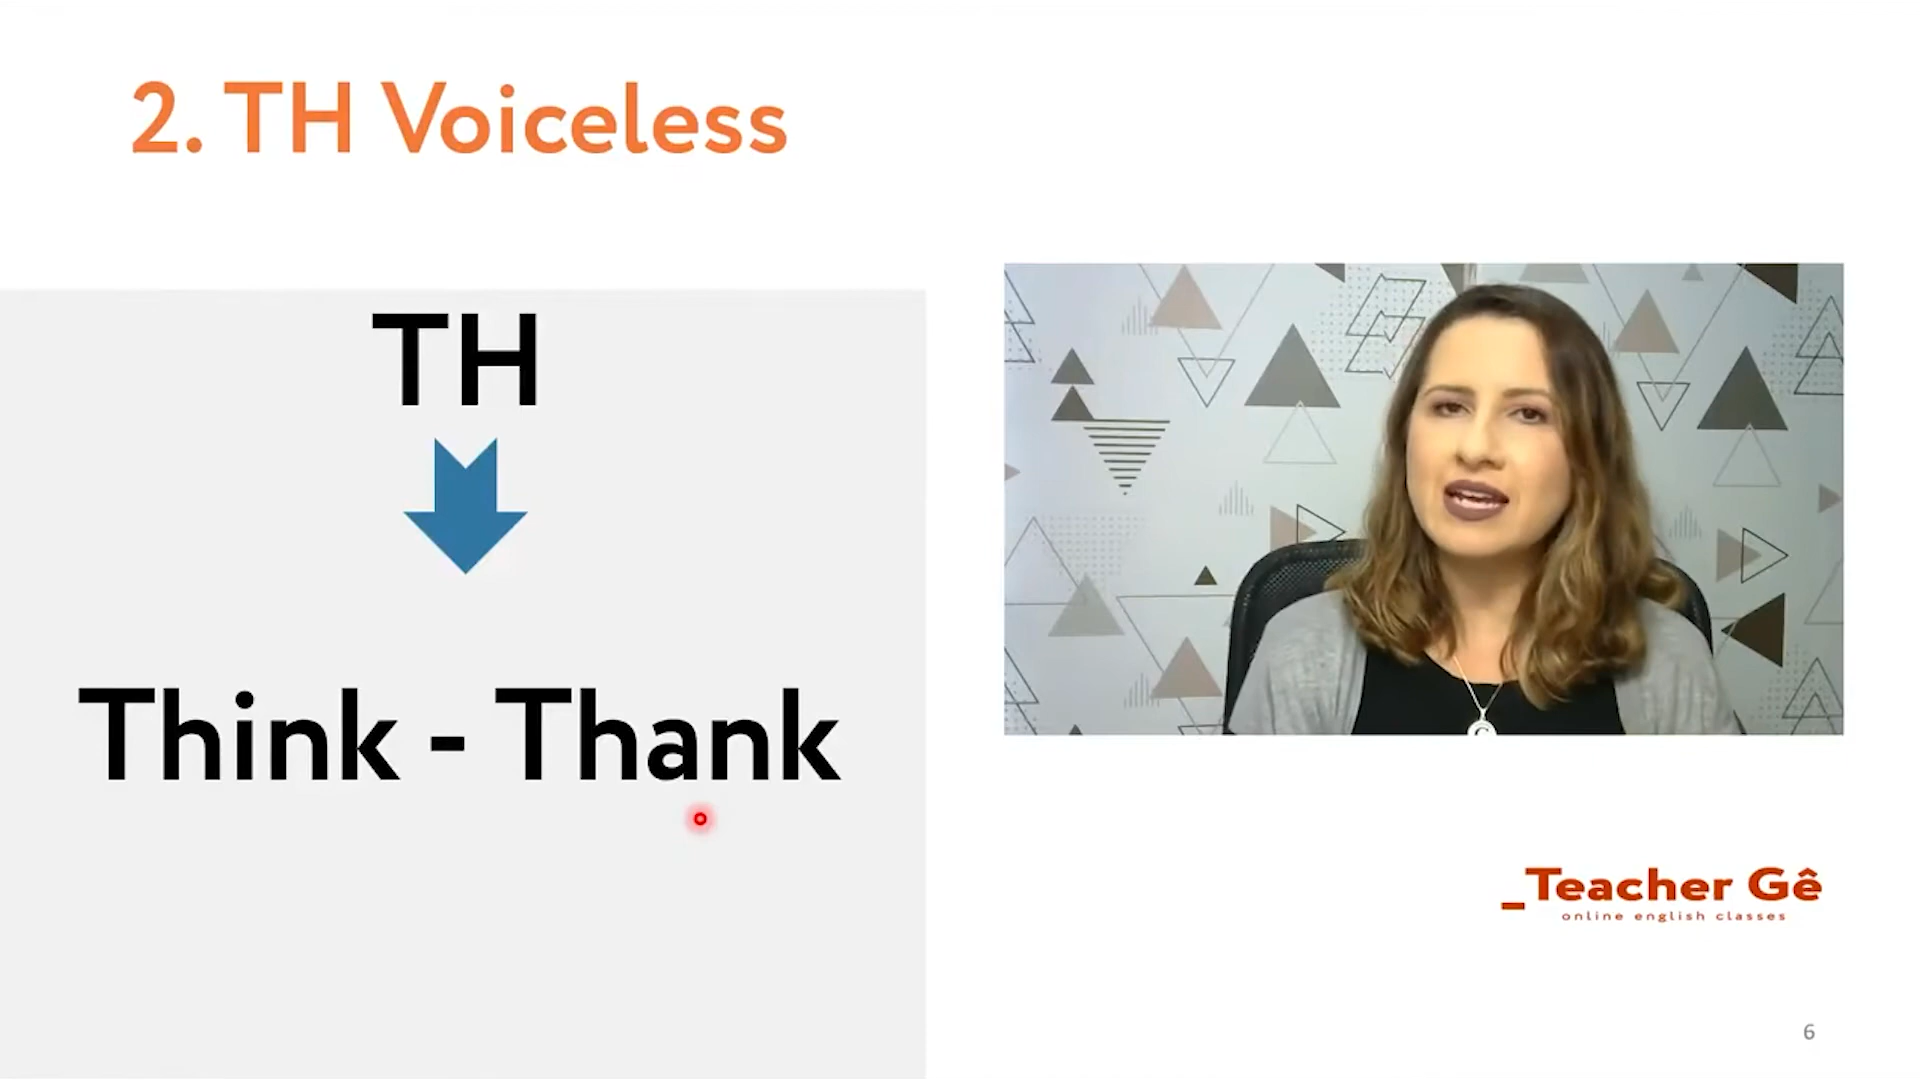 2. TH Voiceless
TH
Think - Thank
_Teacher Gê
online english classes
6